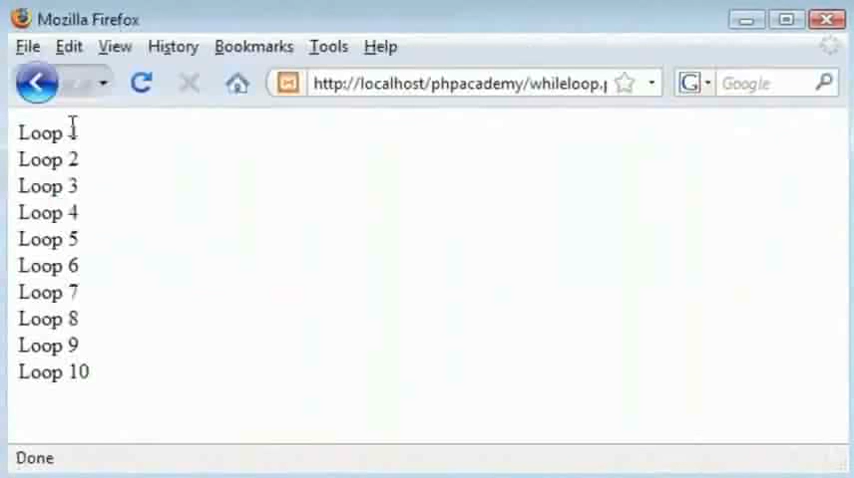 Mozilla Firefox
File Edit View History Bookmarks Tools Help
http://localhost/phpacademy/whileloop.p G Google
Loop 1
Loop 2
Loop 3
Loop 4
Loop 5
Loop 6
Loop 7
Loop 8
Loop 9
Loop 10
Done